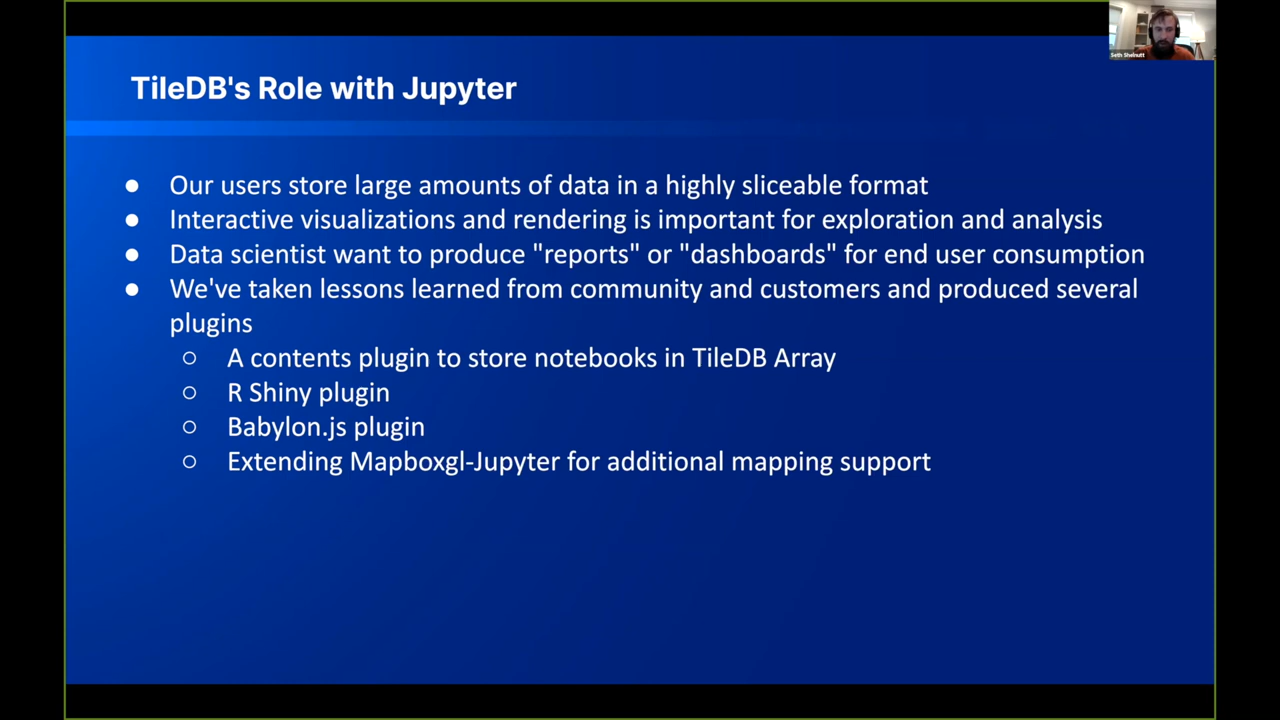 Seth Shelnutt
TileDB's Role with Jupyter
● Our users store large amounts of data in a highly sliceable format
● Interactive visualizations and rendering is important for exploration and analysis
● Data scientist want to produce "reports" or "dashboards" for end user consumption
● We've taken lessons learned from community and customers and produced several
plugins
○ A contents plugin to store notebooks in TileDB Array
○ R Shiny plugin
○ Babylon.js plugin
○ Extending Mapboxgl-Jupyter for additional mapping support